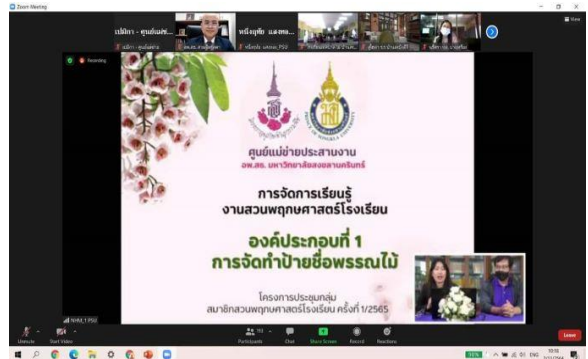 Zoom Meeting
View
Recording
ศูนย์แม่ข่ายประสานงาน
อพ.สธ. มหาวิทยาลัยสงขลานครินทร์
การจัดการเรียนรู้
งานสวนพฤกษศาสตร์โรงเรียน
องค์ประกอบที่ 1
การจัดทำป้ายชื่อพรรณไม้
โครงการประชุมกลุ่ม
สมาชิกสวนพฤกษศาสตร์โรงเรียน ครั้งที่ 1/2565
NHM_1 PSU
Unmute
Start Video
Participants
Chat
Share Screen
Record
Reactions
Leave
ENG